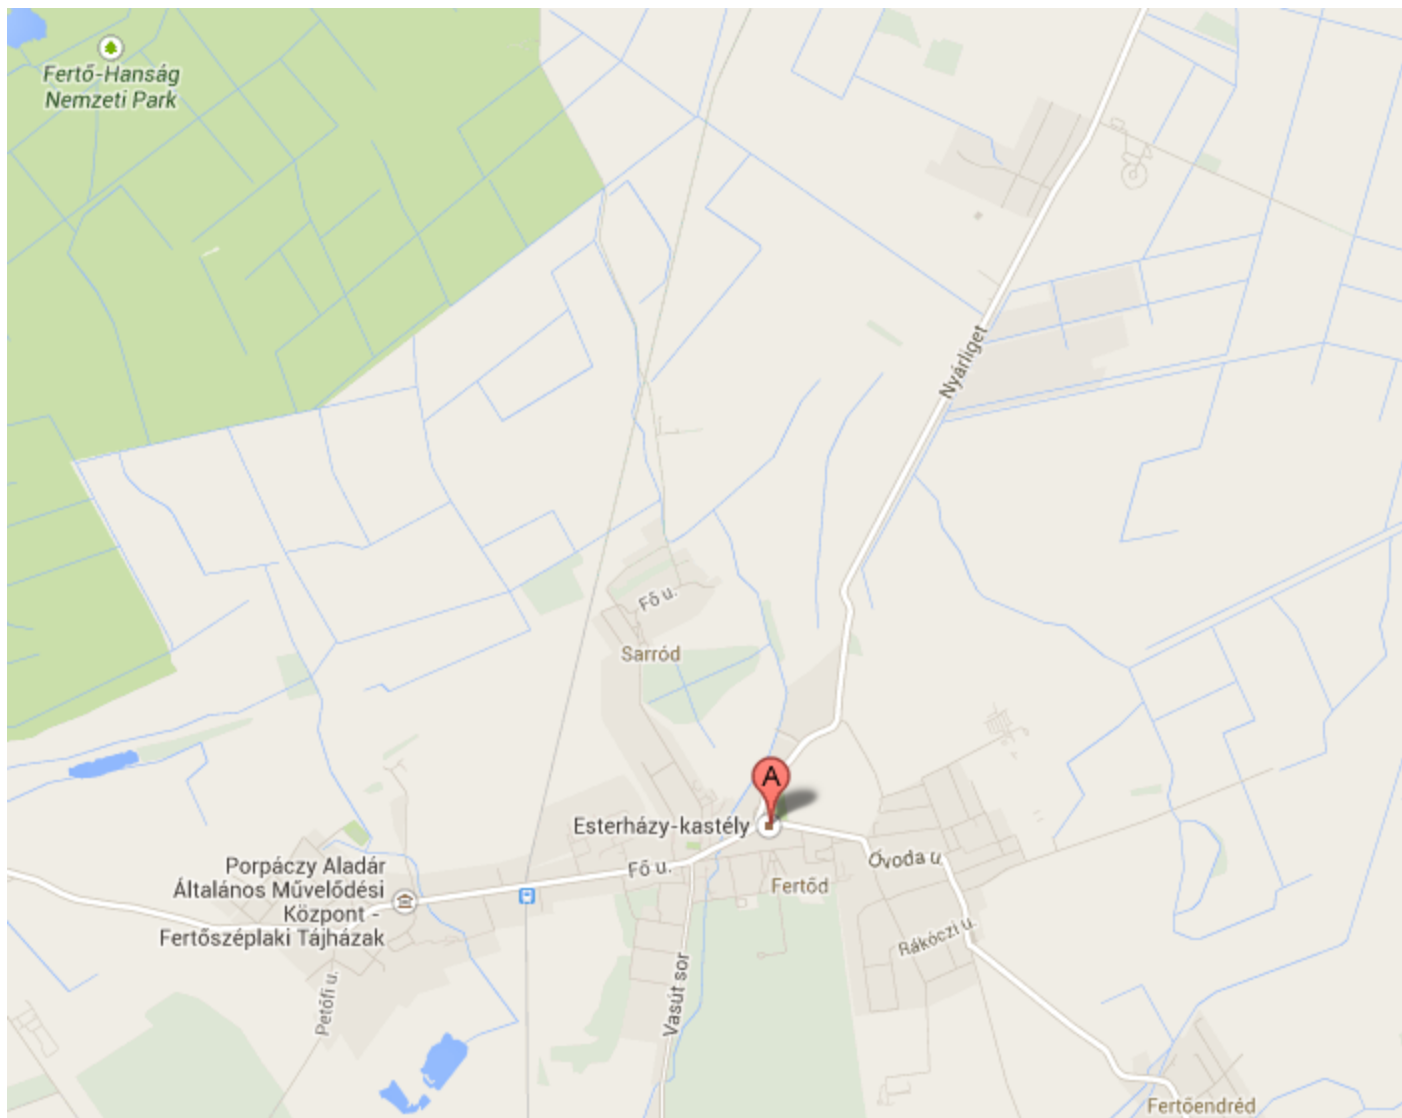 Fertő-Hanság
Nemzeti Park
Nyárliget
Fő u.
Sarród
A
Esterházy-kastély
Fő u.
Óvoda u.
Fertőd
Porpáczy Aladár
Általános Művelődési
Központ -
Fertőszéplaki Tájházak
Rákóczi u.
Vasút sor
Petőfi u.
Fertőendréd